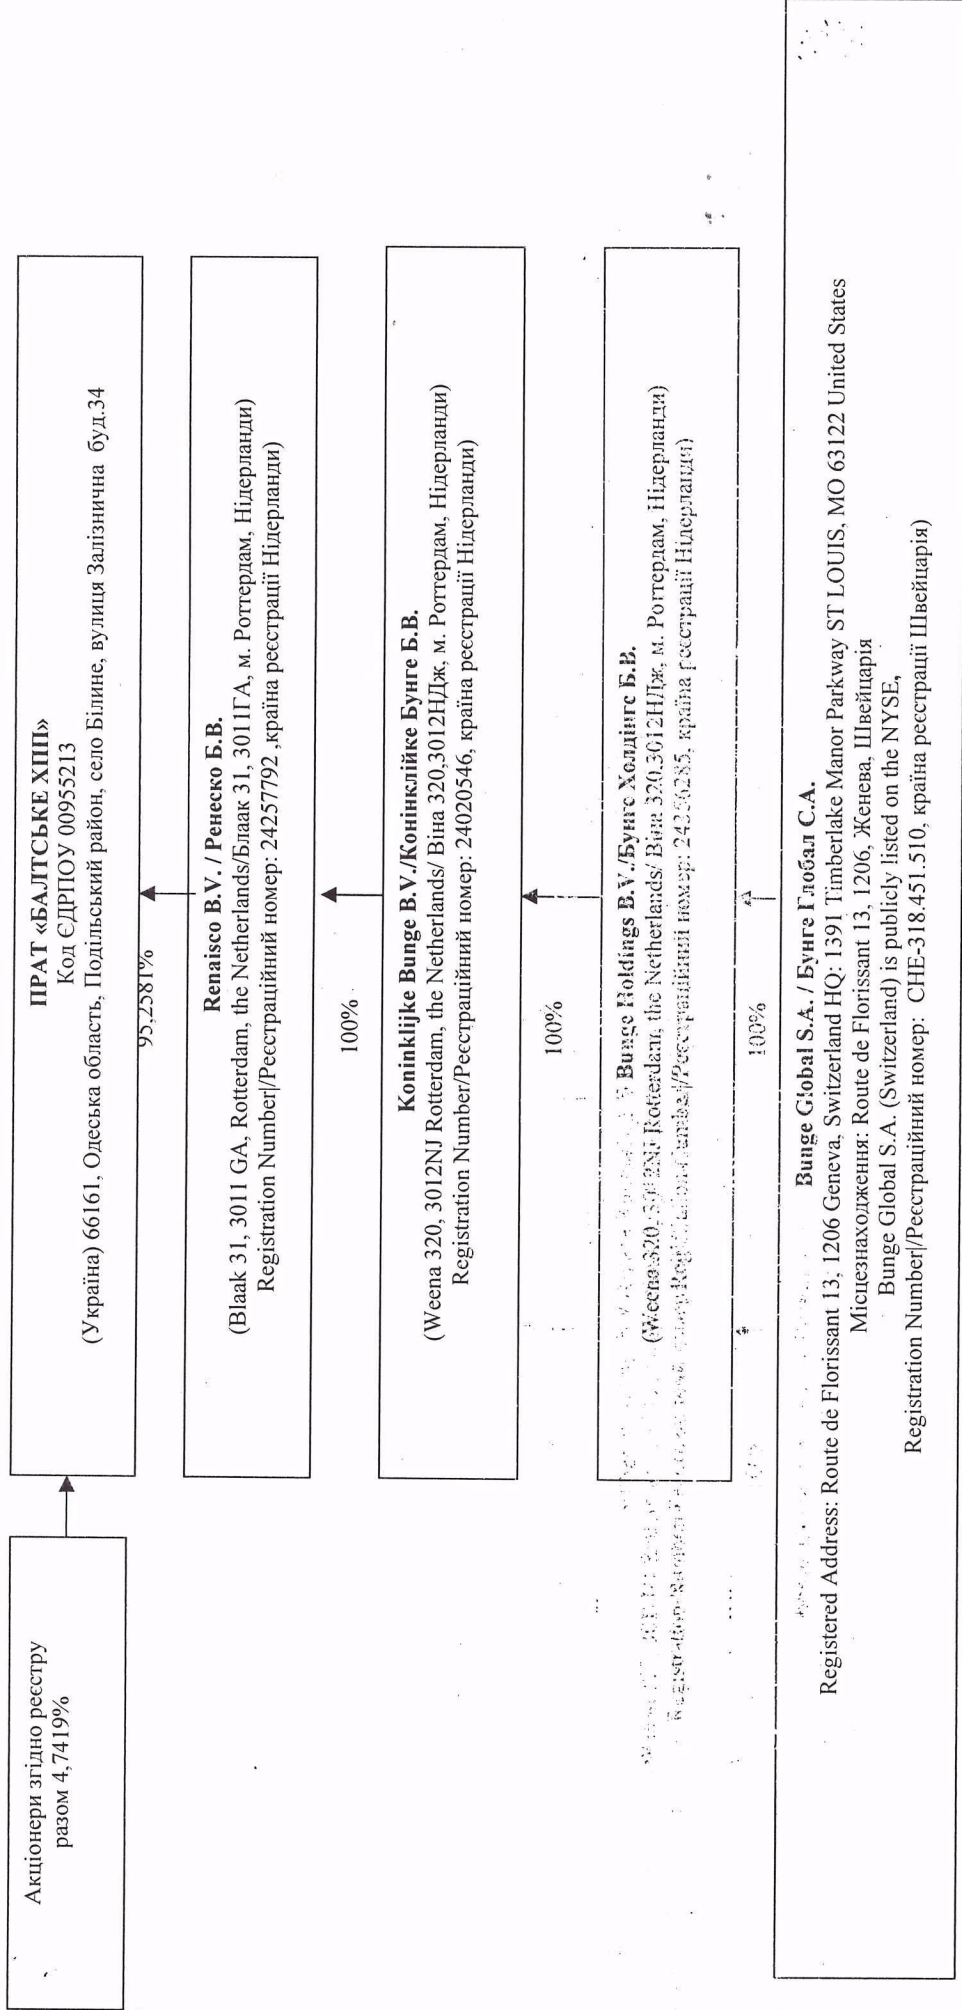 Акціонери згідно реєстру
разом 4,7419%
ПРАТ «БАЛТСЬКЕ ХПП»
Код ЄДРПОУ 00955213
(Україна) 66161, Одеська область, Подільський район, село Білине, вулиця Залізнична буд.34
95,2581%
Renaisco B.V. / Ренеско Б.В.
(Blaak 31, 3011 GA, Rotterdam, the Netherlands/Блаак 31, 3011ГА, м. Роттердам, Нідерланди)
Registration Number|/Реєстраційний номер: 24257792 ,країна реєстрації Нідерланди)
100%
Koninklijke Bunge B.V./Конінклійке Бунге Б.В.
(Weena 320, 3012NJ Rotterdam, the Netherlands/ Віна 320,3012НДж, м. Роттердам, Нідерланди)
Registration Number/Реєстраційний номер: 24020546, країна реєстрації Нідерланди)
100%
Bunge Holdings B.V./Бунге Холдінгс Б.В.
(Weena 320, 3012NJ Rotterdam, the Netherlands/ Віна 320,3012НДж, м. Роттердам, Нідерланди)
Registration Number|/Реєстраційний номер: країна реєстрації Нідерланди)
100%
Bunge Global S.A. / Бунге Глобал С.А.
Registered Address: Route de Florissant 13, 1206 Geneva, Switzerland HQ: 1391 Timberlake Manor Parkway ST LOUIS, MO 63122 United States
Місцезнаходження: Route de Florissant 13, 1206, Женева, Швейцарія
Bunge Global S.A. (Switzerland) is publicly listed on the NYSE,
Registration Number|/Реєстраційний номер: CHE-318.451.510, країна реєстрації Швейцарія)